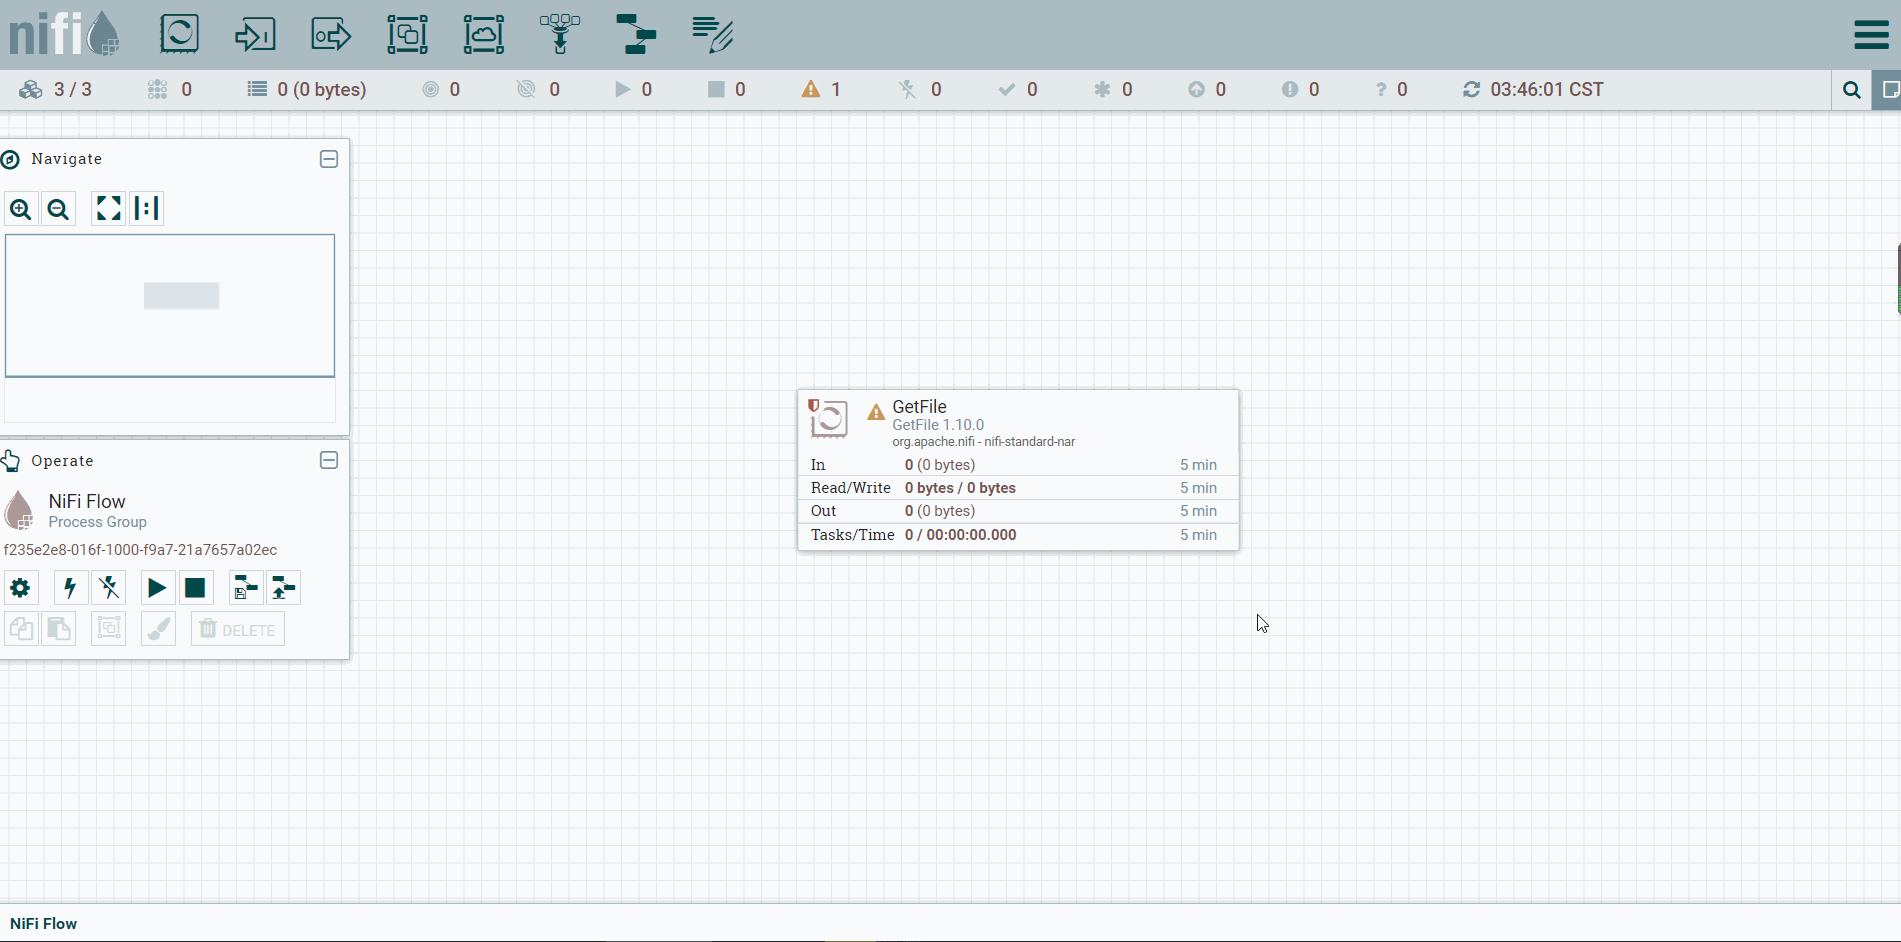 nifi
3 / 3 0 0 (0 bytes) 0 0 0 0 1 0 0 0 0 0 ? 0 03:46:01 CST
Navigate
Operate
NiFi Flow
Process Group
f235e2e8-016f-1000-f9a7-21a7657a02ec
DELETE
GetFile
GetFile 1.10.0
org.apache.nifi - nifi-standard-nar
In 0 (0 bytes) 5 min
Read/Write 0 bytes / 0 bytes 5 min
Out 0 (0 bytes) 5 min
Tasks/Time 0 / 00:00:00.000 5 min
NiFi Flow